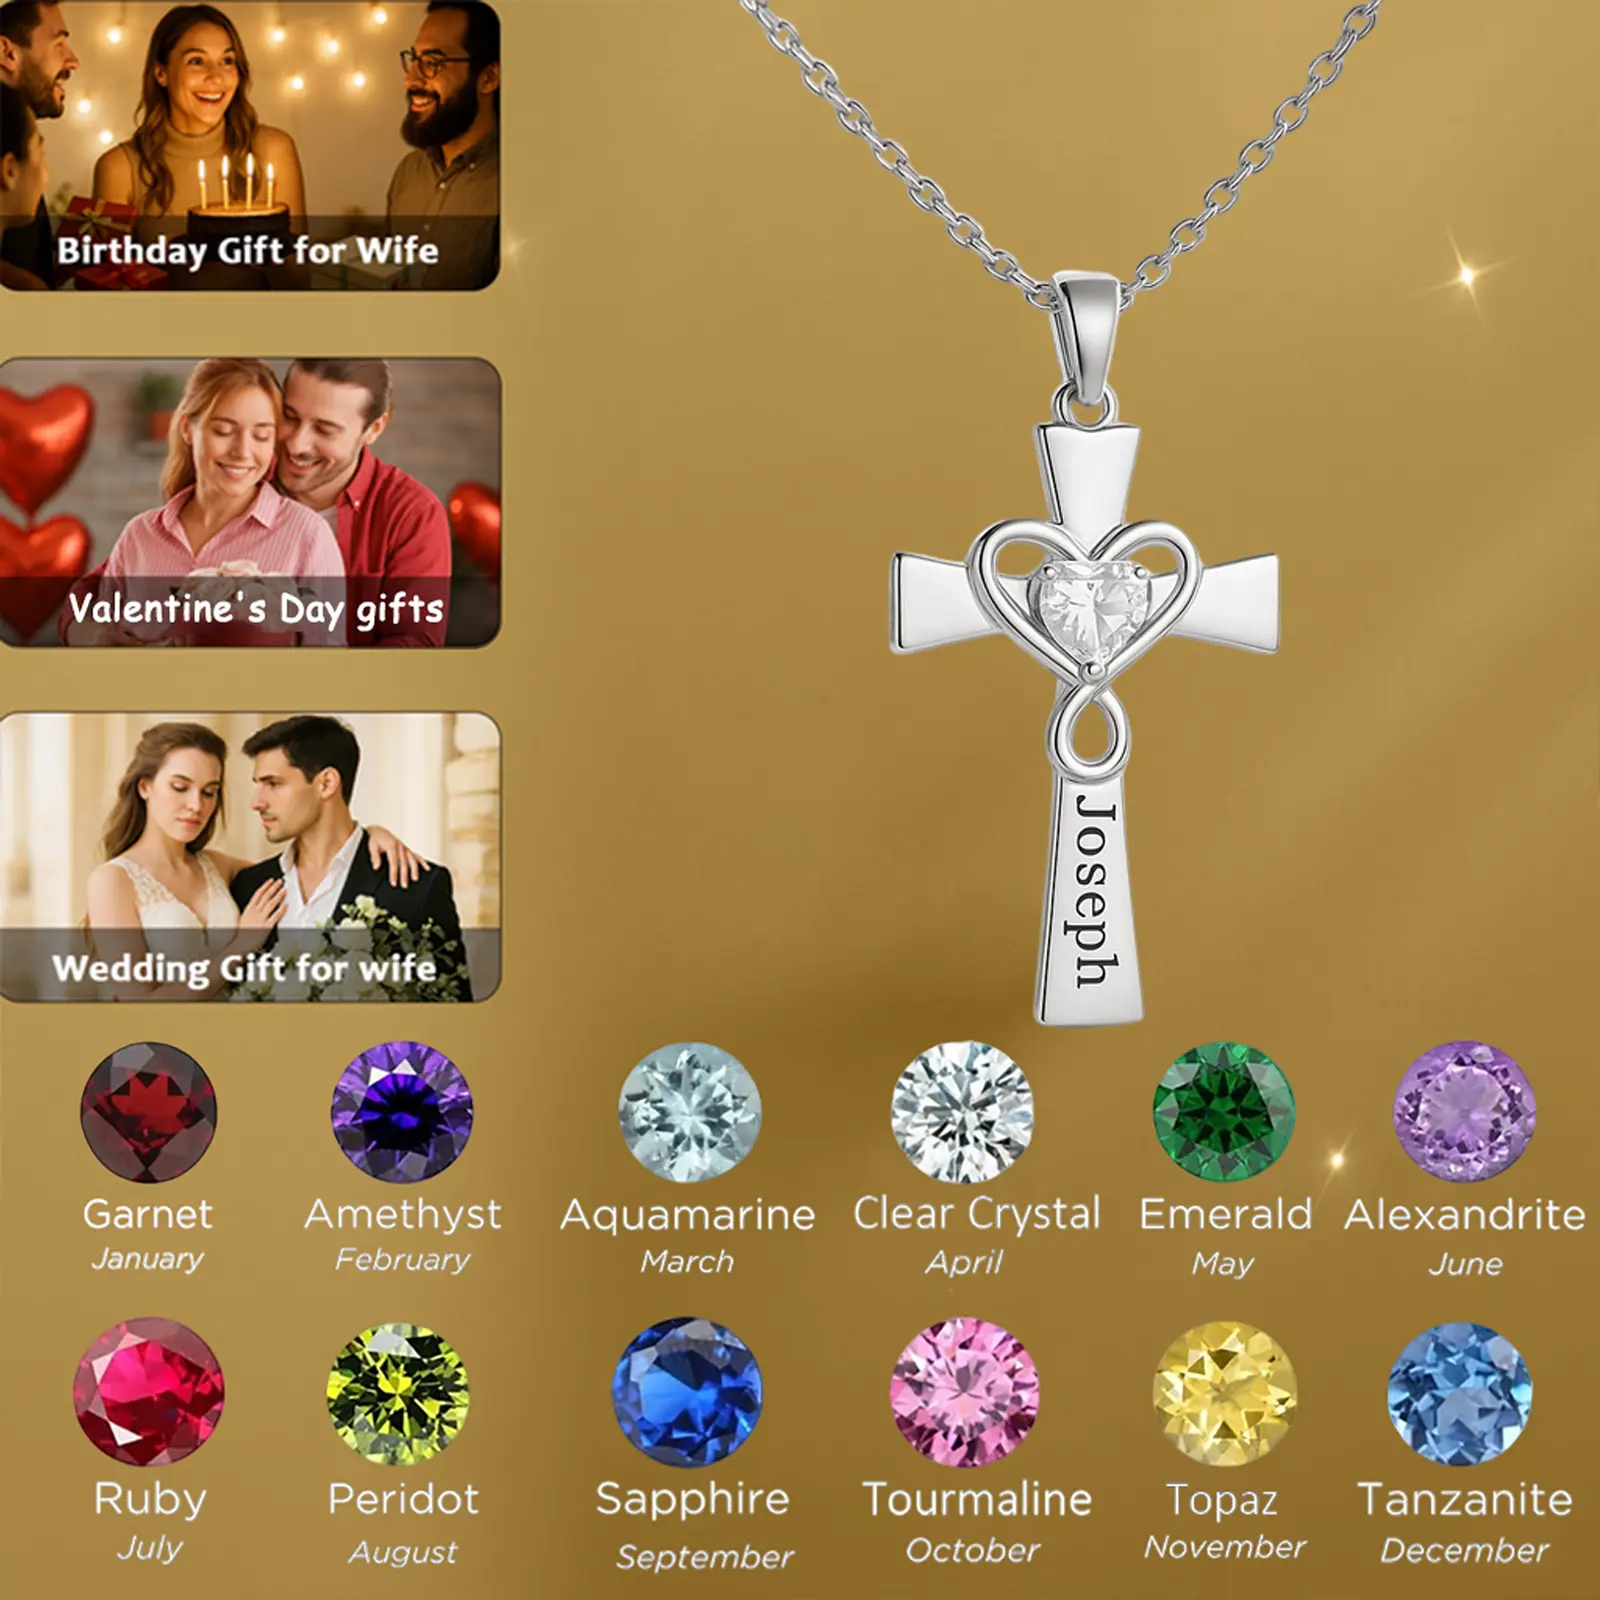 Birthday Gift for Wife
Valentine's Day gifts
Wedding Gift for wife
Joseph
Garnet
January
Amethyst
February
Aquamarine
March
Clear Crystal
April
Emerald
May
Alexandrite
June
Ruby
July
Peridot
August
Sapphire
September
Tourmaline
October
Topaz
November
Tanzanite
December